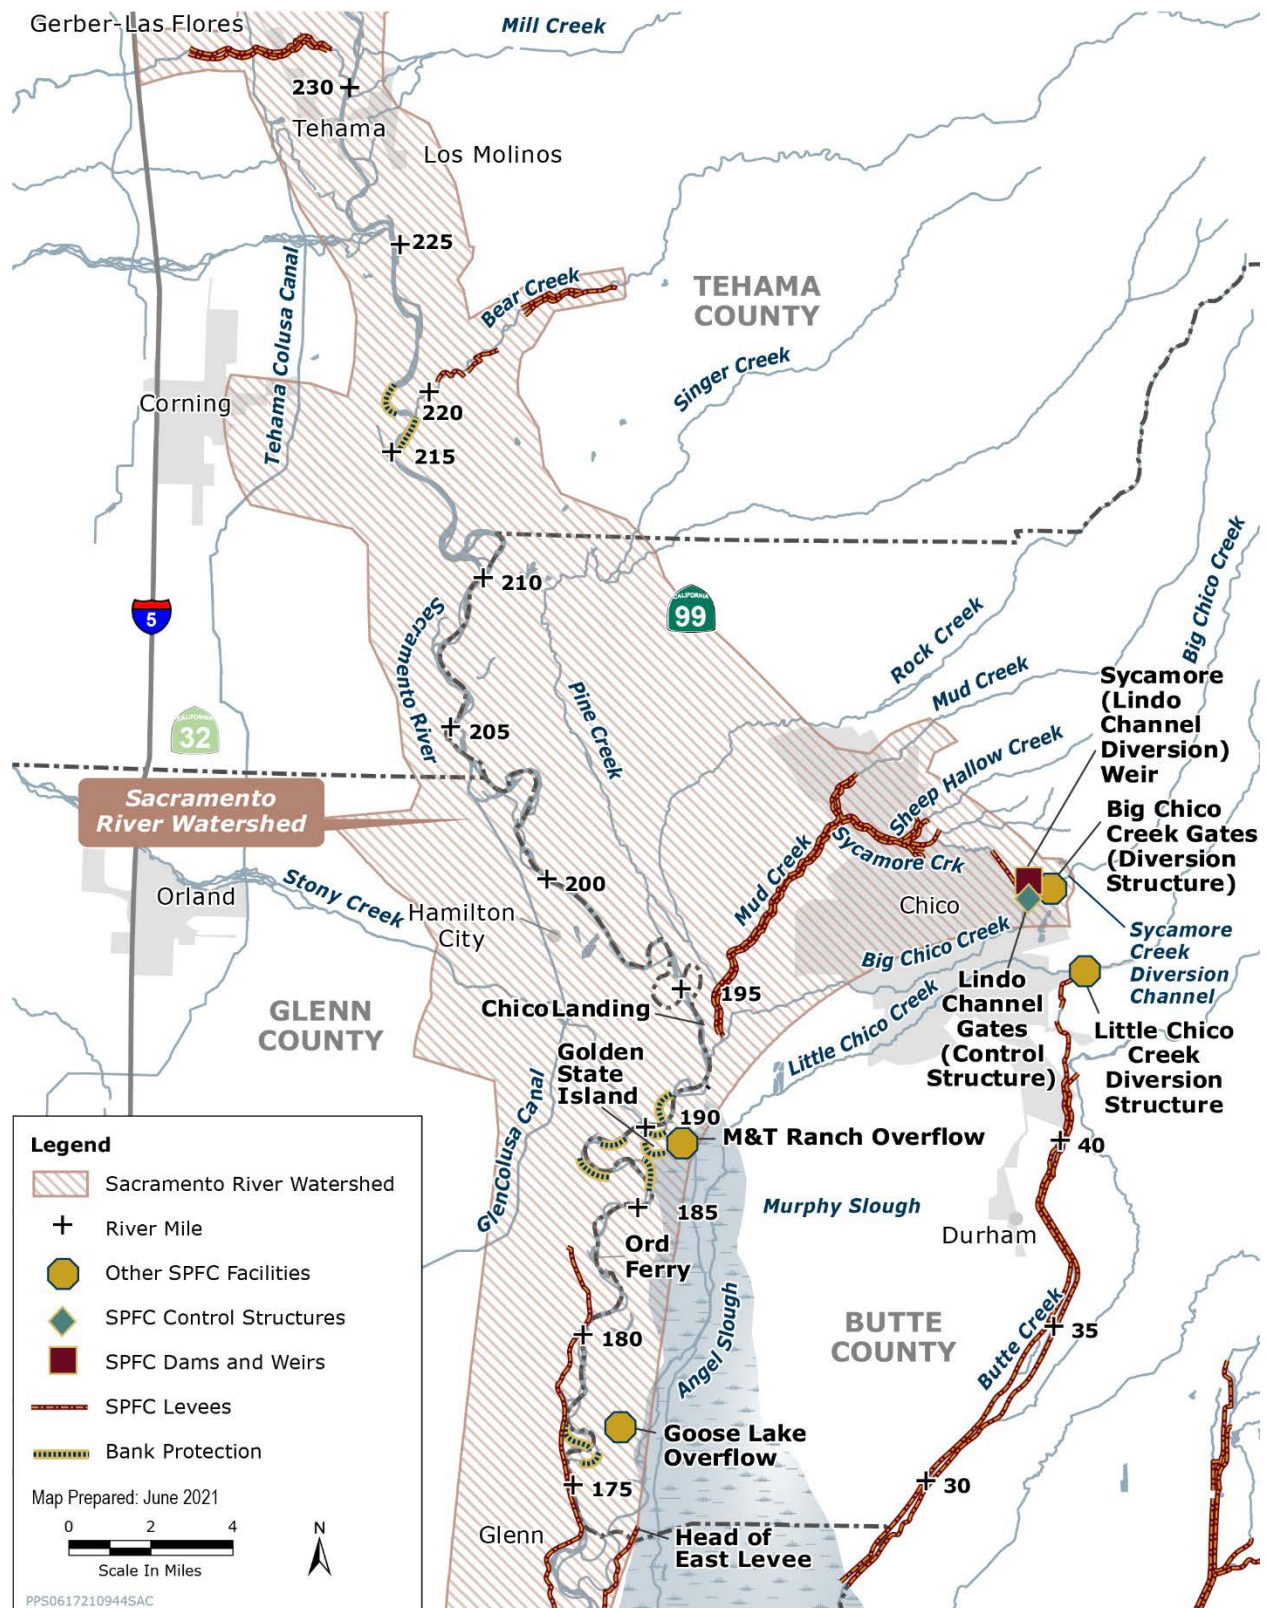 Gerber-Las Flores
Mill Creek
230
Tehama
Los Molinos
225
Tehama Colusa Canal
Bear Creek
TEHAMA
COUNTY
Singer Creek
Corning
220
215
Big Chico Creek
210
CALIFORNIA
99
5
Sacramento River
Rock Creek
Mud Creek
Sycamore
(Lindo
Channel
Diversion)
Weir
Pine Creek
CALIFORNIA
32
205
Sheep Hallow Creek
Sacramento
River Watershed
Big Chico
Creek Gates
(Diversion
Structure)
Sycamore Crk
Mud Creek
Orland
Stony Creek
200
Hamilton
City
Chico
Big Chico Creek
Sycamore
Creek
Diversion
Channel
195
GLENN
COUNTY
Chico Landing
Little Chico Creek
Lindo
Channel
Gates
(Control
Structure)
Little Chico
Creek
Diversion
Structure
Golden
State
Island
GlenColusa Canal
190
M&T Ranch Overflow
40
185
Murphy Slough
Durham
Ord
Ferry
Angel Slough
180
BUTTE
COUNTY
Butte Creek
35
Goose Lake
Overflow
175
30
Glenn
Head of
East Levee
Legend
Sacramento River Watershed
River Mile
Other SPFC Facilities
SPFC Control Structures
SPFC Dams and Weirs
SPFC Levees
Bank Protection
Map Prepared: June 2021
0 2 4
Scale In Miles
N
PPS0617210944SAC